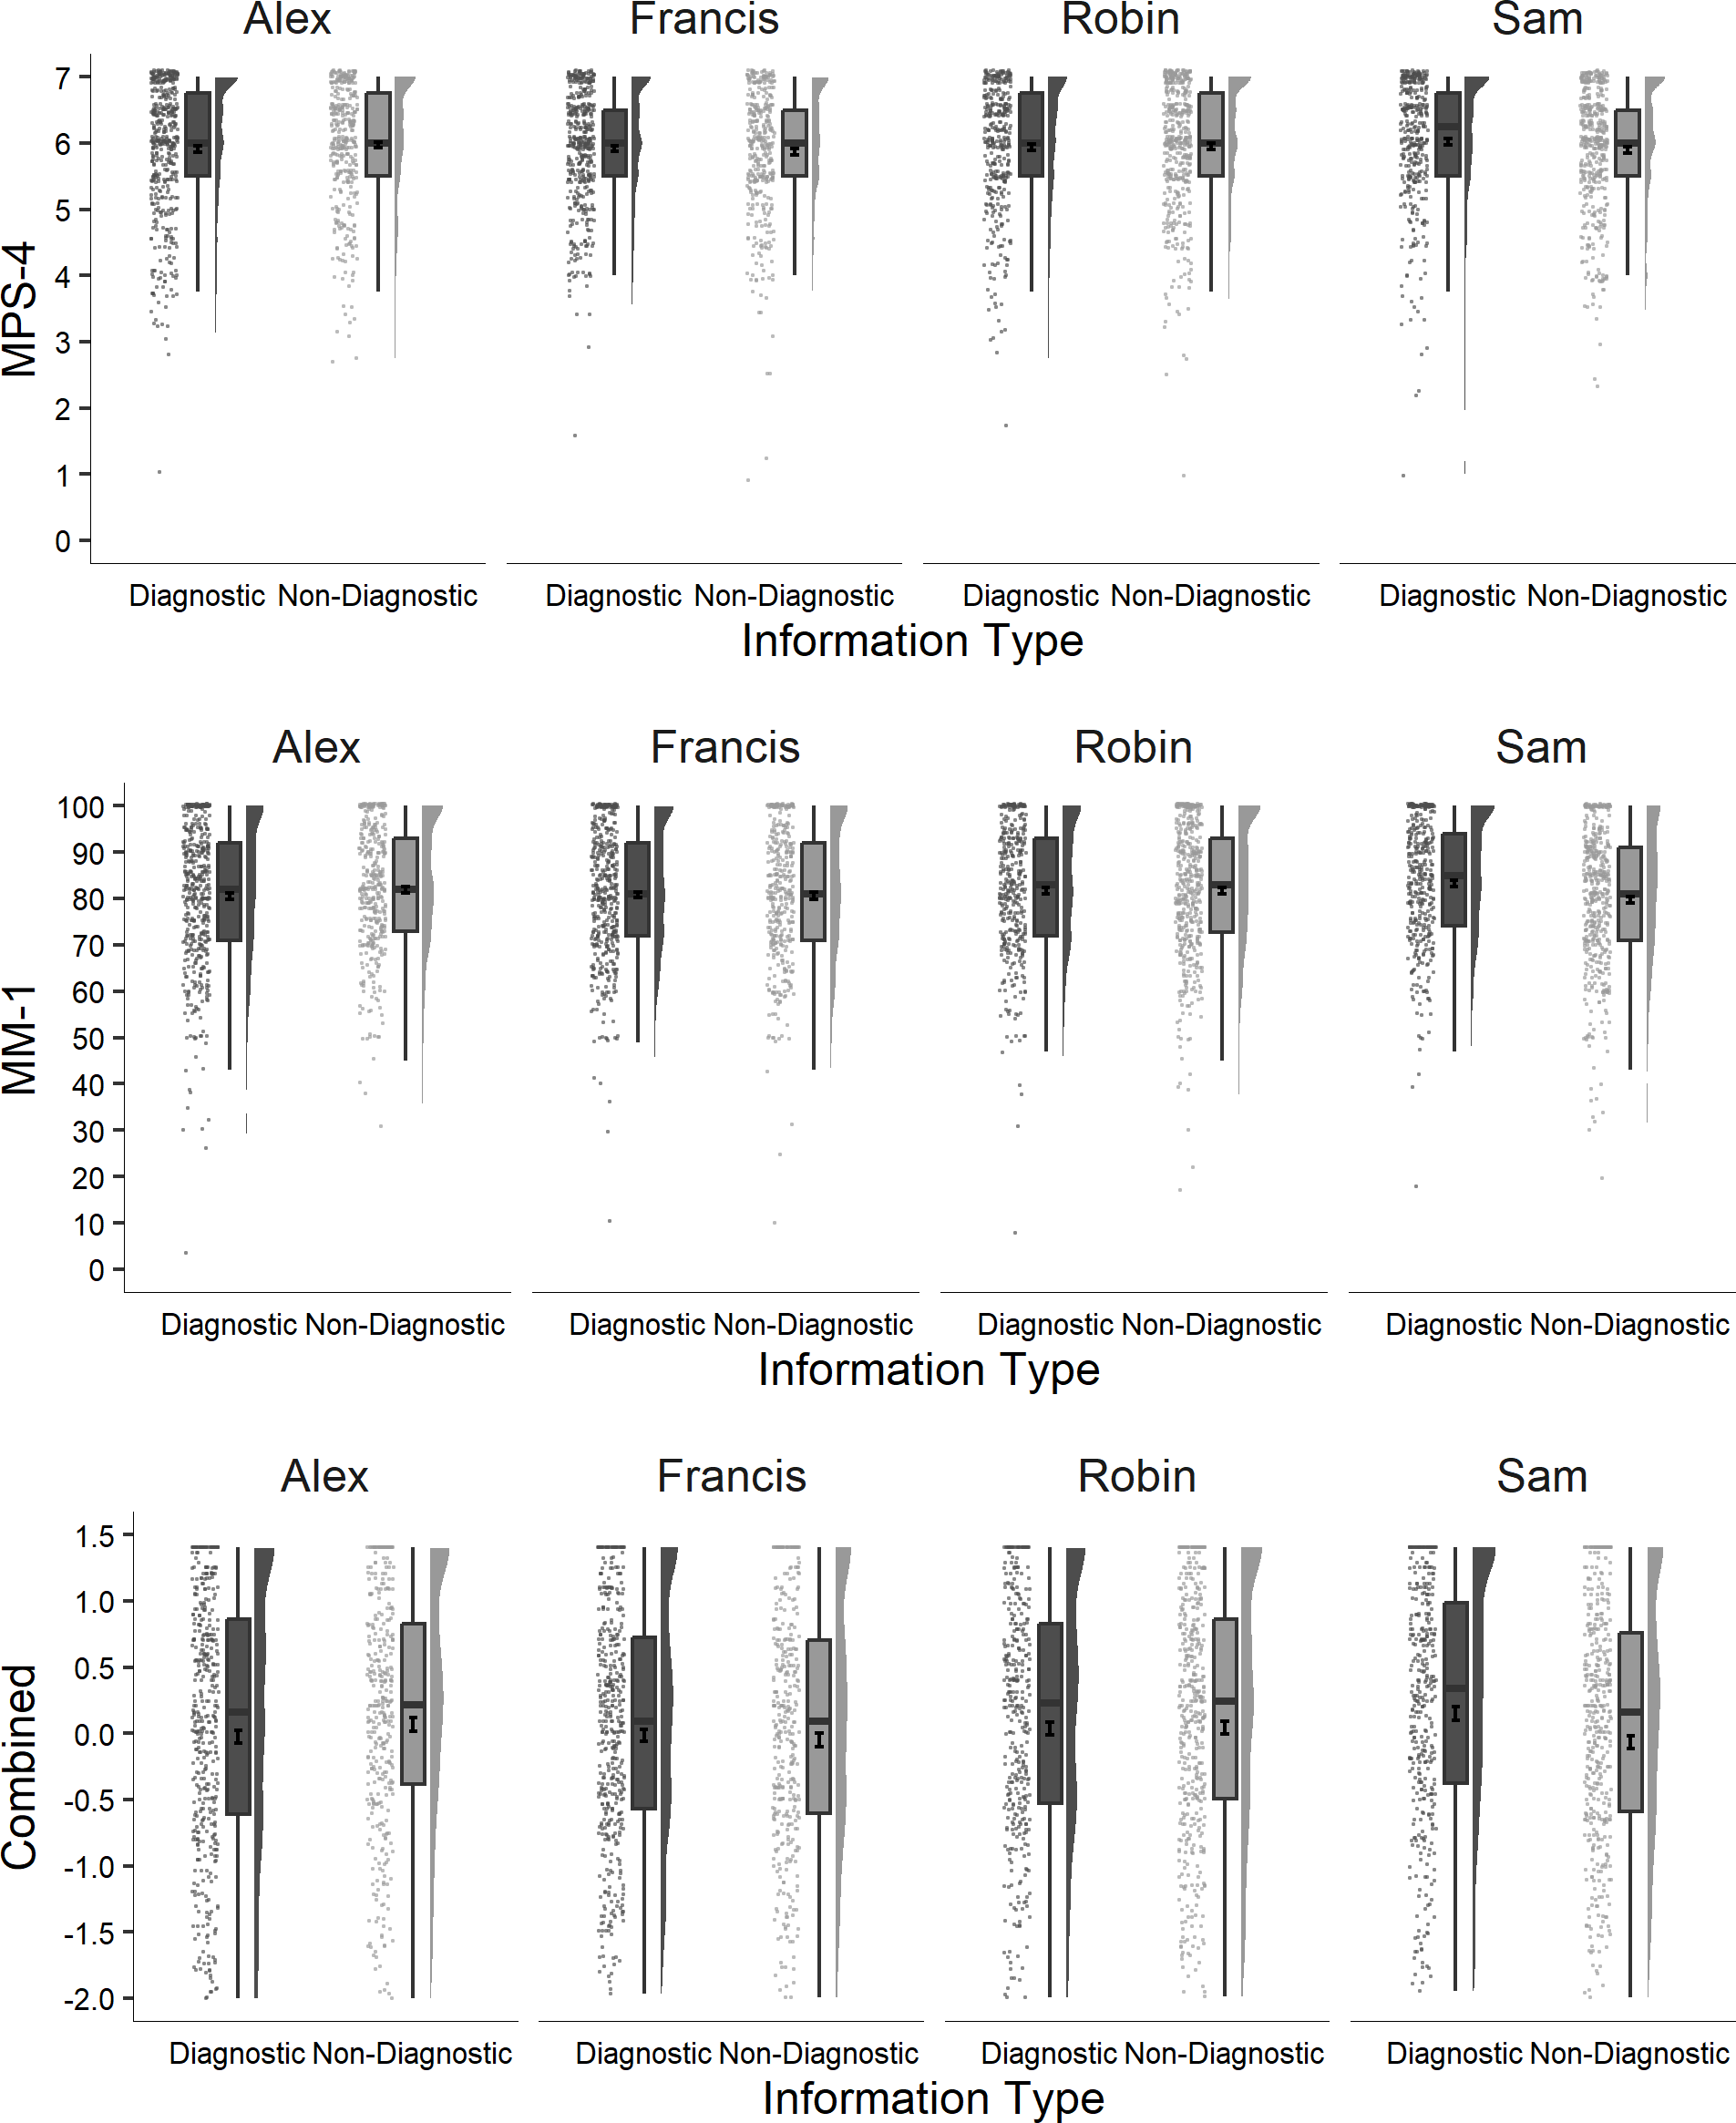 Alex Francis Robin Sam
7
6
5
4
3
2
1
0
MPS-4
Diagnostic Non-Diagnostic Diagnostic Non-Diagnostic Diagnostic Non-Diagnostic Diagnostic Non-Diagnostic
Information Type
Alex Francis Robin Sam
100
90
80
70
60
50
40
30
20
10
0
MM-1
Diagnostic Non-Diagnostic Diagnostic Non-Diagnostic Diagnostic Non-Diagnostic Diagnostic Non-Diagnostic
Information Type
Alex Francis Robin Sam
1.5
1.0
0.5
0.0
-0.5
-1.0
-1.5
-2.0
Combined
Diagnostic Non-Diagnostic Diagnostic Non-Diagnostic Diagnostic Non-Diagnostic Diagnostic Non-Diagnostic
Information Type